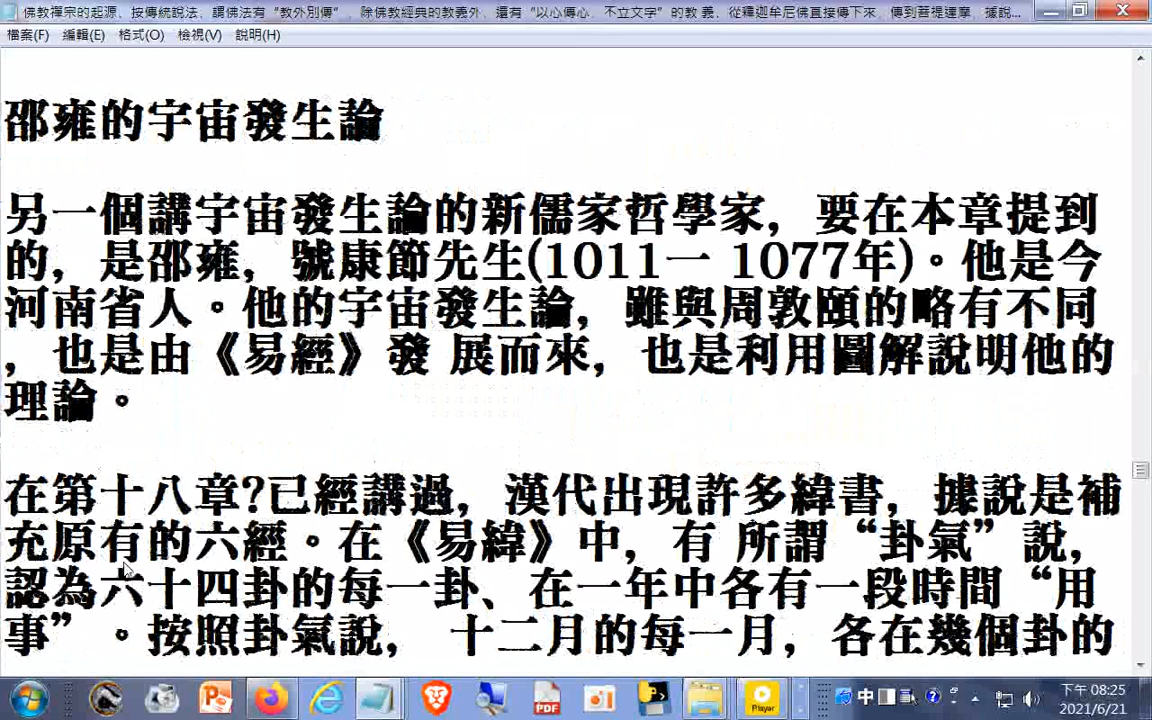 佛教禪宗的起源、按傳統說法、謂佛法有“教外別傳”﹐除佛教經典的教義外、還有“以心傳心﹐不立文字”的教 義﹐從釋迦牟尼佛直接傳下來﹐傳到菩提達摩﹐據說...
檔案(F) 編輯(E) 格式(O) 檢視(V) 說明(H)
邵雍的宇宙發生論
另一個講宇宙發生論的新儒家哲學家﹐要在本章提到
的﹐是邵雍﹐號康節先生(1011一 1077年)。他是今
河南省人。他的宇宙發生論﹐雖與周敦頤的略有不同
﹐也是由《易經》發 展而來﹐也是利用圖解說明他的
理論。
在第十八章?已經講過﹐漢代出現許多緯書﹐據說是補
充原有的六經。在《易緯》中﹐有 所謂“卦氣”說﹐
認為六十四卦的每一卦、在一年中各有一段時間“用
事”。按照卦氣說﹐ 十二月的每一月﹐各在幾個卦的
PDF
Player
中
下午 08:25
2021/6/21